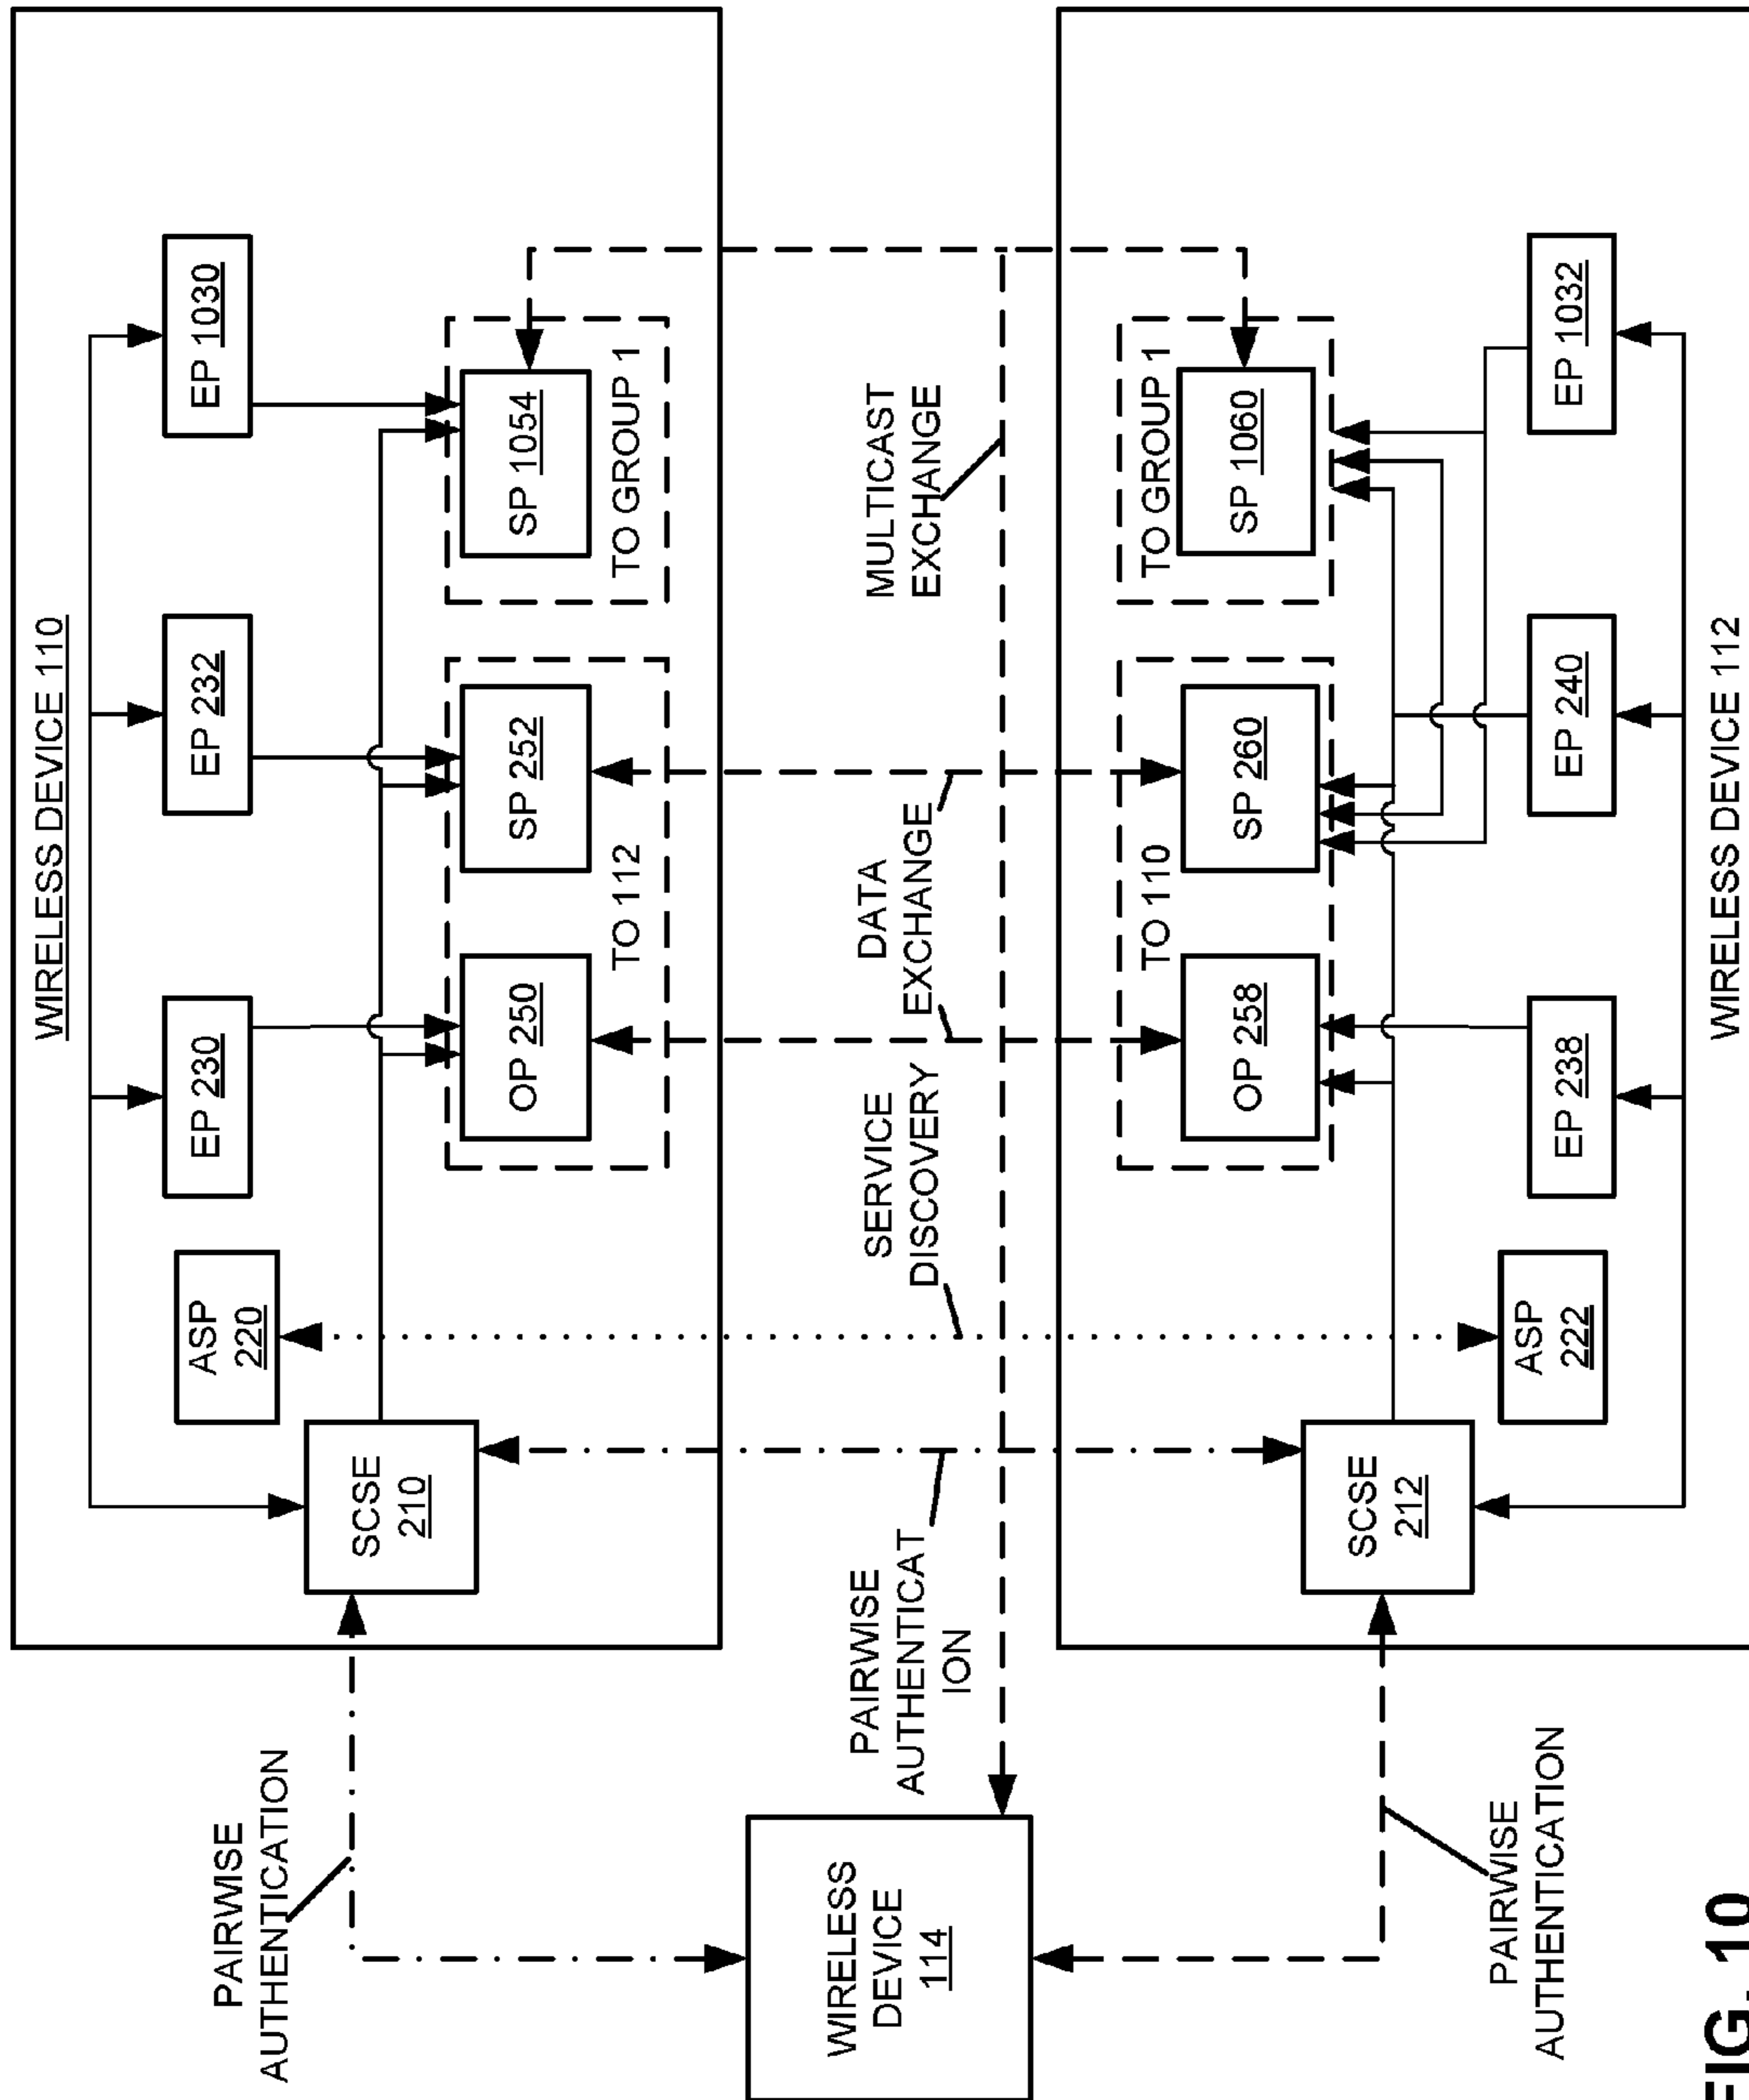 WIRELESS DEVICE 110
EP 230
EP 232
EP 1030
ASP
220
SCSE
210
OP 250
SP 252
TO 112
SP 1054
TO GROUP 1
PAIRWISE
AUTHENTICATION
WIRELESS
DEVICE
114
PAIRWISE
AUTHENTICAT
ION
SERVICE
DISCOVERY
DATA
EXCHANGE
MULTICAST
EXCHANGE
PAIRWISE
AUTHENTICATION
TO 110
OP 258
SP 260
TO GROUP 1
SP 1060
SCSE
212
ASP
222
EP 238
EP 240
EP 1032
WIRELESS DEVICE 112
FIG. 10